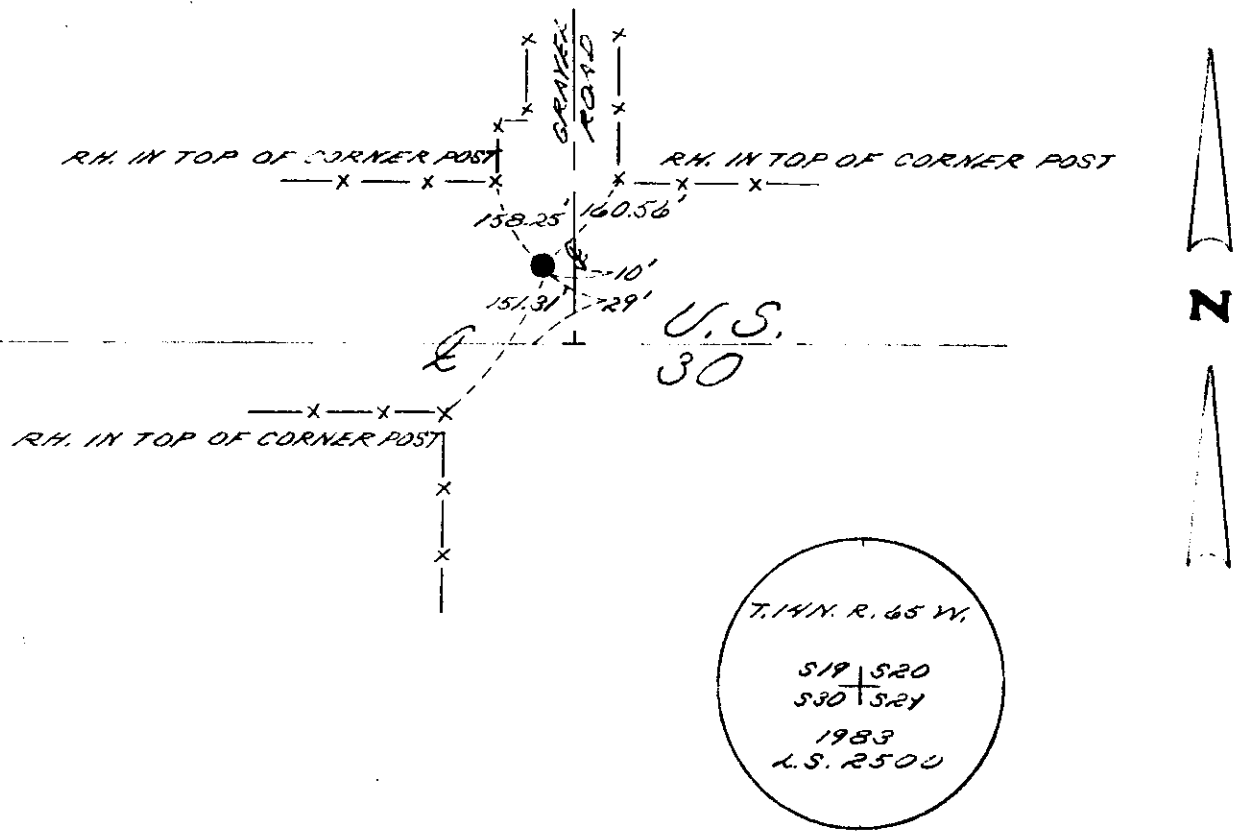 GRAVEL
ROAD
R.H. IN TOP OF CORNER POST
R.H. IN TOP OF CORNER POST
158.25'
160.56'
℄
10'
151.31'
29'
U.S.
30
℄
N
R.H. IN TOP OF CORNER POST
T.14N. R.65 W.
S19 S20
S30 S29
1983
L.S. 2500